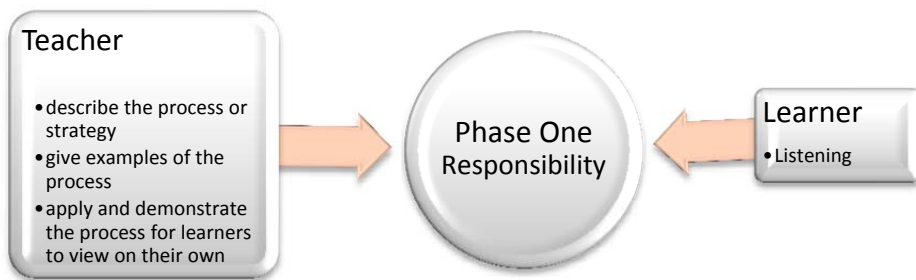 Teacher
•describe the process or
strategy
•give examples of the
process
•apply and demonstrate
the process for learners
to view on their own
Phase One
Responsibility
Learner
•Listening